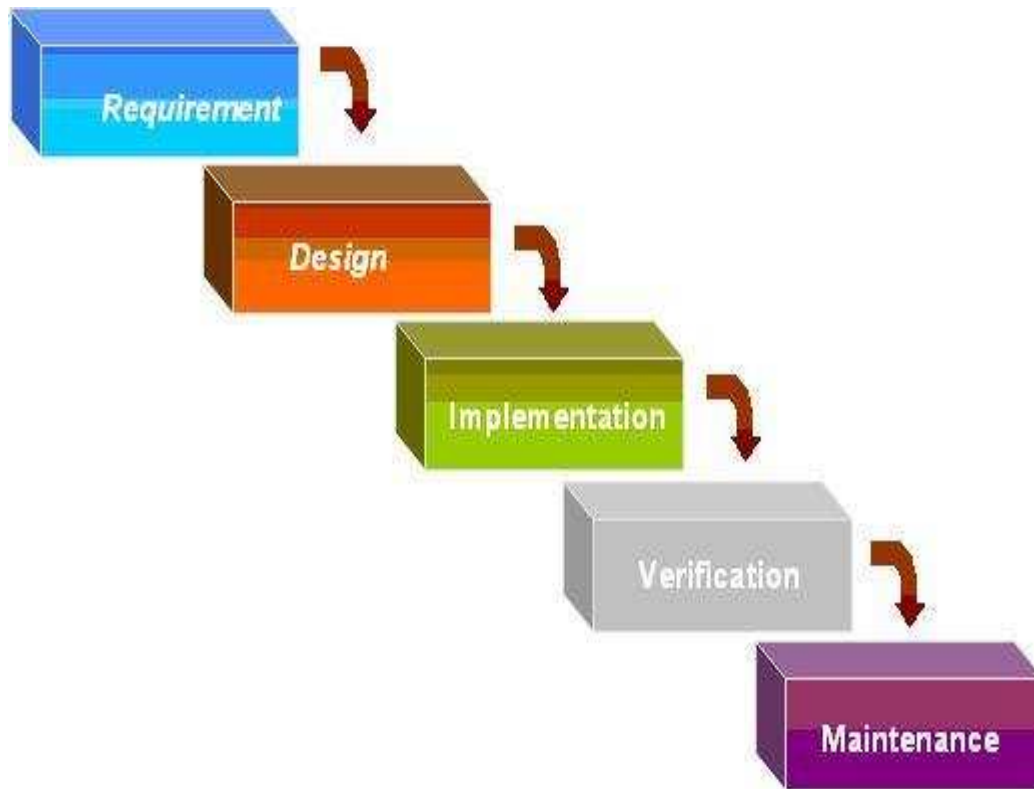 Requirement
Design
Implementation
Verification
Maintenance